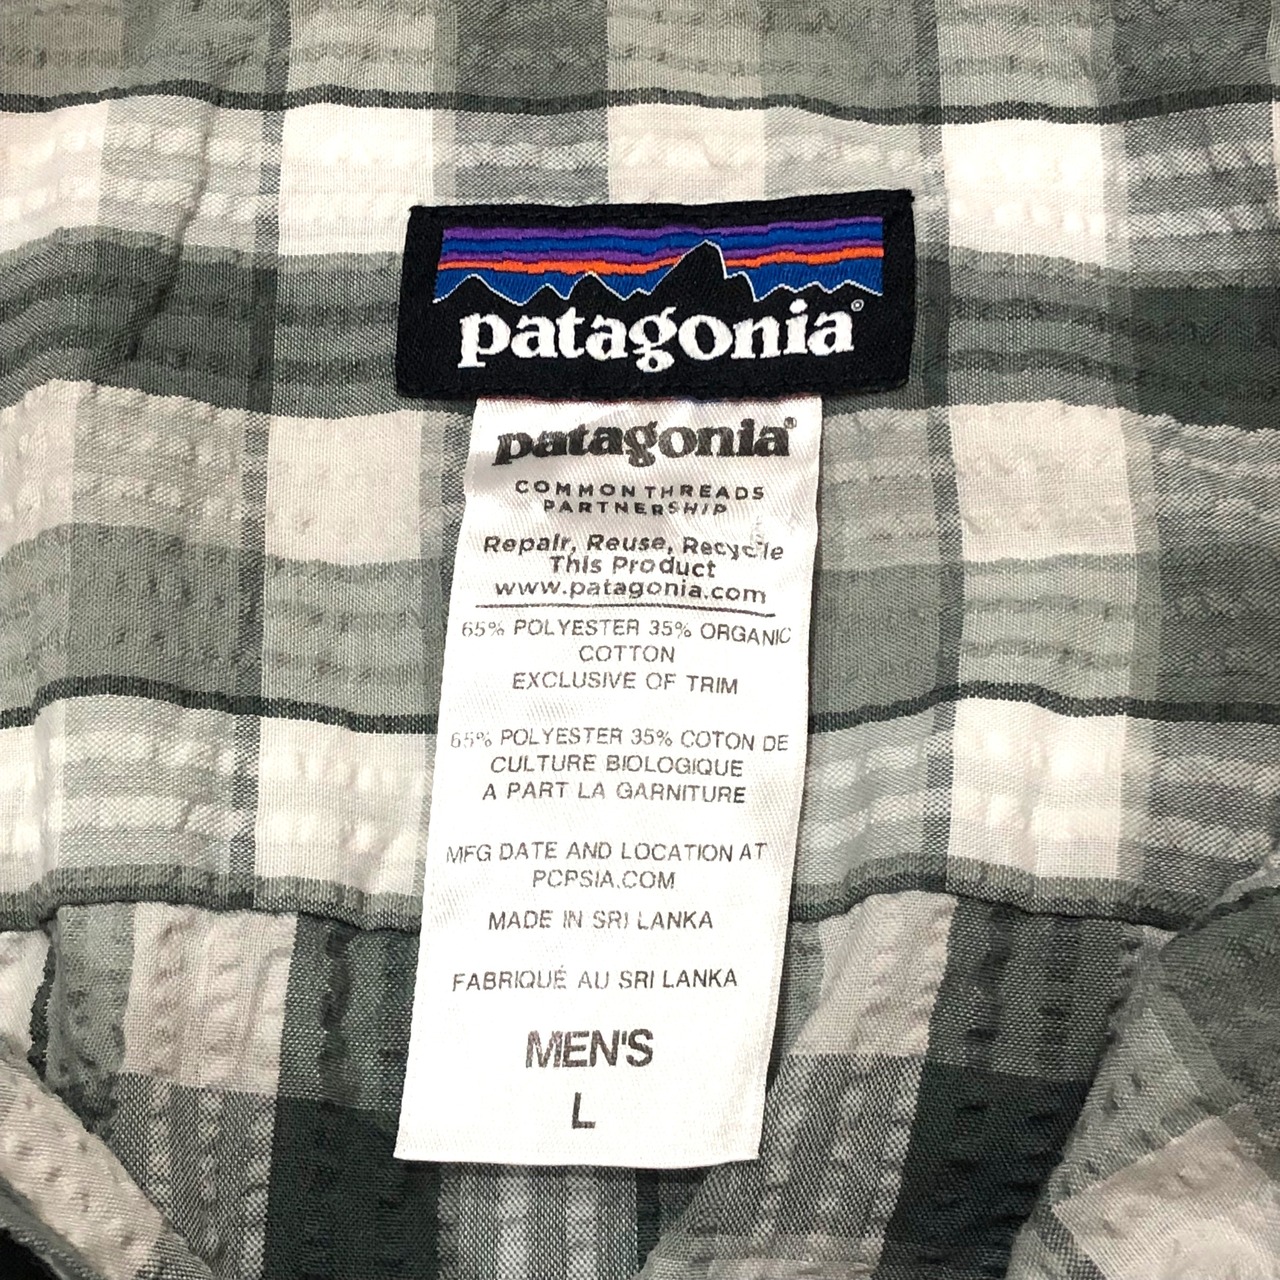 patagonia®
patagonia®
COMMON THREADS
PARTNERSHIP
Repair, Reuse, Recycle
This Product
www.patagonia.com
65% POLYESTER 35% ORGANIC
COTTON
EXCLUSIVE OF TRIM
65% POLYESTER 35% COTON DE
CULTURE BIOLOGIQUE
A PART LA GARNITURE
MFG DATE AND LOCATION AT
PCPSIA.COM
MADE IN SRI LANKA
FABRIQUÉ AU SRI LANKA
MEN'S
L